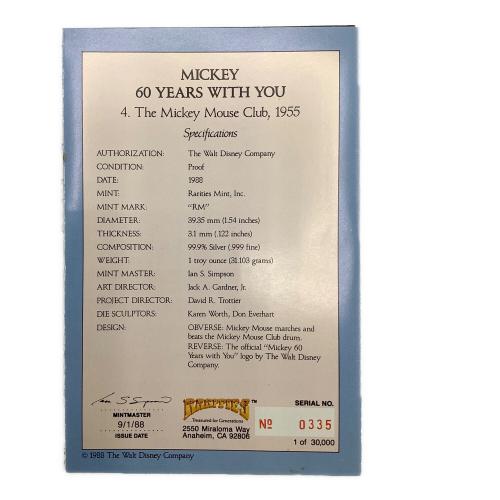 MICKEY
60 YEARS WITH YOU
4. The Mickey Mouse Club, 1955
Specifications
AUTHORIZATION: The Walt Disney Company
CONDITION: Proof
DATE: 1988
MINT: Rarities Mint, Inc.
MINT MARK: "RM"
DIAMETER: 39.35 mm (1.54 inches)
THICKNESS: 3.1 mm (.122 inches)
COMPOSITION: 99.9% Silver (.999 fine)
WEIGHT: 1 troy ounce (31.103 grams)
MINT MASTER: Ian S. Simpson
ART DIRECTOR: Jack A. Gardner, Jr.
PROJECT DIRECTOR: David R. Trottier
DIE SCULPTORS: Karen Worth, Don Everhart
DESIGN: OBVERSE: Mickey Mouse marches and
beats the Mickey Mouse Club drum.
REVERSE: The official "Mickey 60
Years with You" logo by The Walt Disney
Company.
Ian S Simpson
MINTMASTER
9/1/88
ISSUE DATE
RARITIES™
Treasured for Generations
2550 Miraloma Way
Anaheim, CA 92806
SERIAL NO.
Nº 0335
1 of 30,000
© 1988 The Walt Disney Company